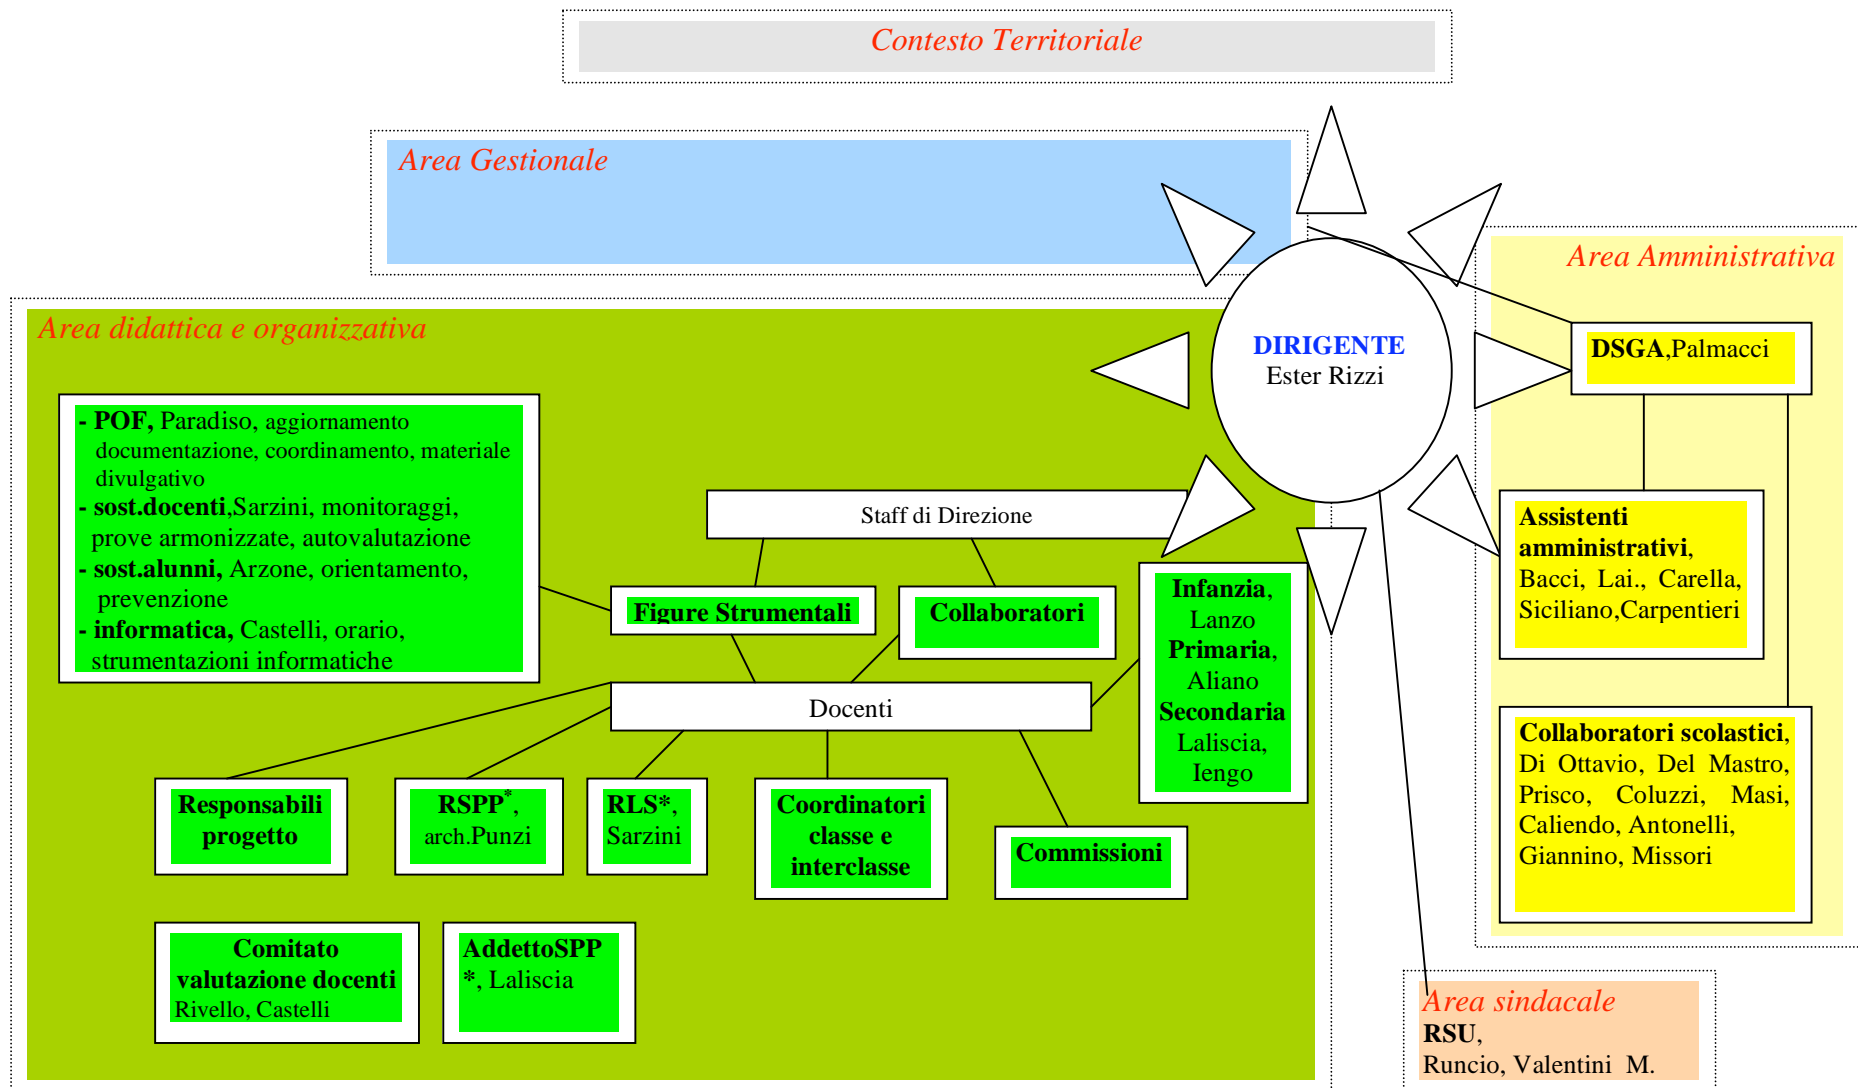 Contesto Territoriale
Area Gestionale
Area Amministrativa
Area didattica e organizzativa
DIRIGENTE
Ester Rizzi
DSGA,Palmacci
- POF, Paradiso, aggiornamento
documentazione, coordinamento, materiale
divulgativo
- sost.docenti,Sarzini, monitoraggi,
prove armonizzate, autovalutazione
- sost.alunni, Arzone, orientamento,
prevenzione
- informatica, Castelli, orario,
strumentazioni informatiche
Staff di Direzione
Figure Strumentali
Collaboratori
Infanzia,
Lanzo
Primaria,
Aliano
Secondaria
Laliscia,
Iengo
Assistenti
amministrativi,
Bacci, Lai., Carella,
Siciliano,Carpentieri
Docenti
Collaboratori scolastici,
Di Ottavio, Del Mastro,
Prisco, Coluzzi, Masi,
Caliendo, Antonelli,
Giannino, Missori
Responsabili
progetto
RSPP*,
arch.Punzi
RLS*,
Sarzini
Coordinatori
classe e
interclasse
Commissioni
Comitato
valutazione docenti
Rivello, Castelli
AddettoSPP
*, Laliscia
Area sindacale
RSU,
Runcio, Valentini M.